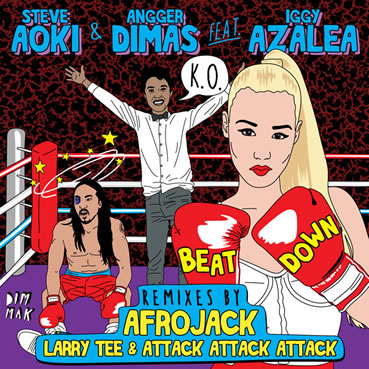 STEVE AOKI & ANGGER DIMAS FEAT. IGGY AZALEA
K.O.
BEAT DOWN
DIM MAK
REMIXES BY
AFROJACK
LARRY TEE & ATTACK ATTACK ATTACK